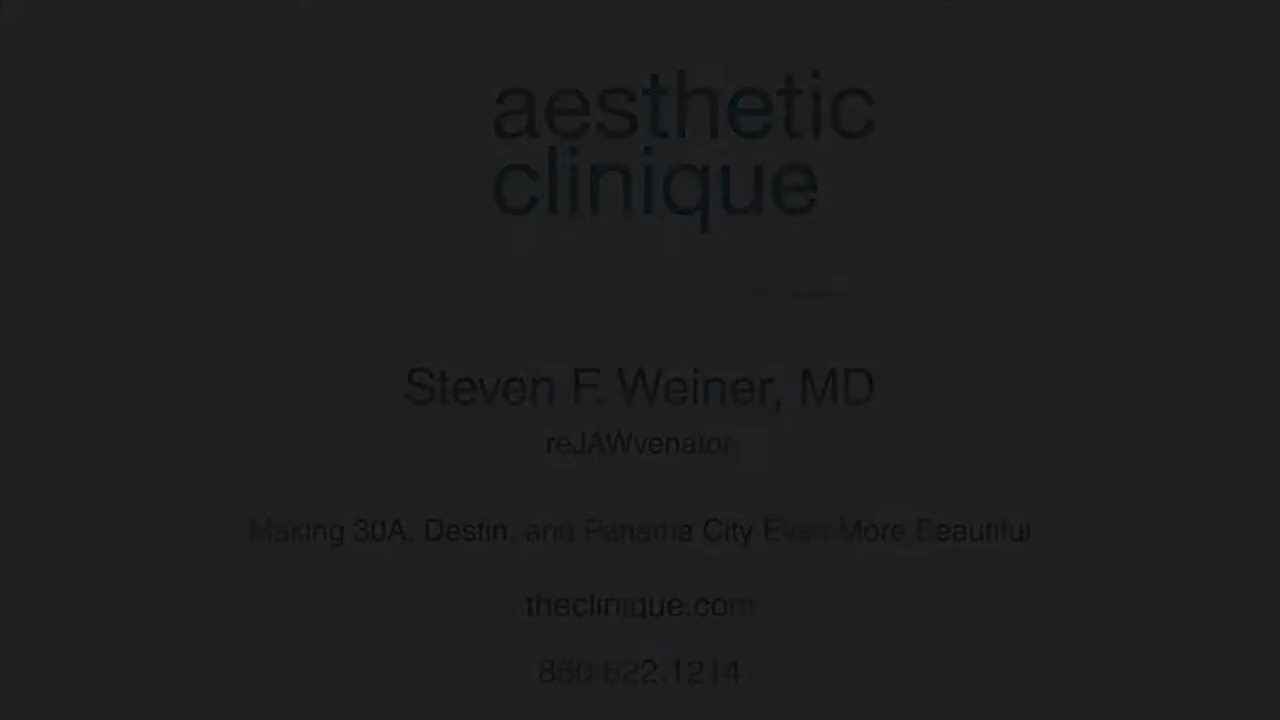 aesthetic
clinique
Steven F. Weiner, MD
reJAWvenator
Making 30A, Destin, and Panama City Even More Beautiful
theclinique.com
850.622.1214